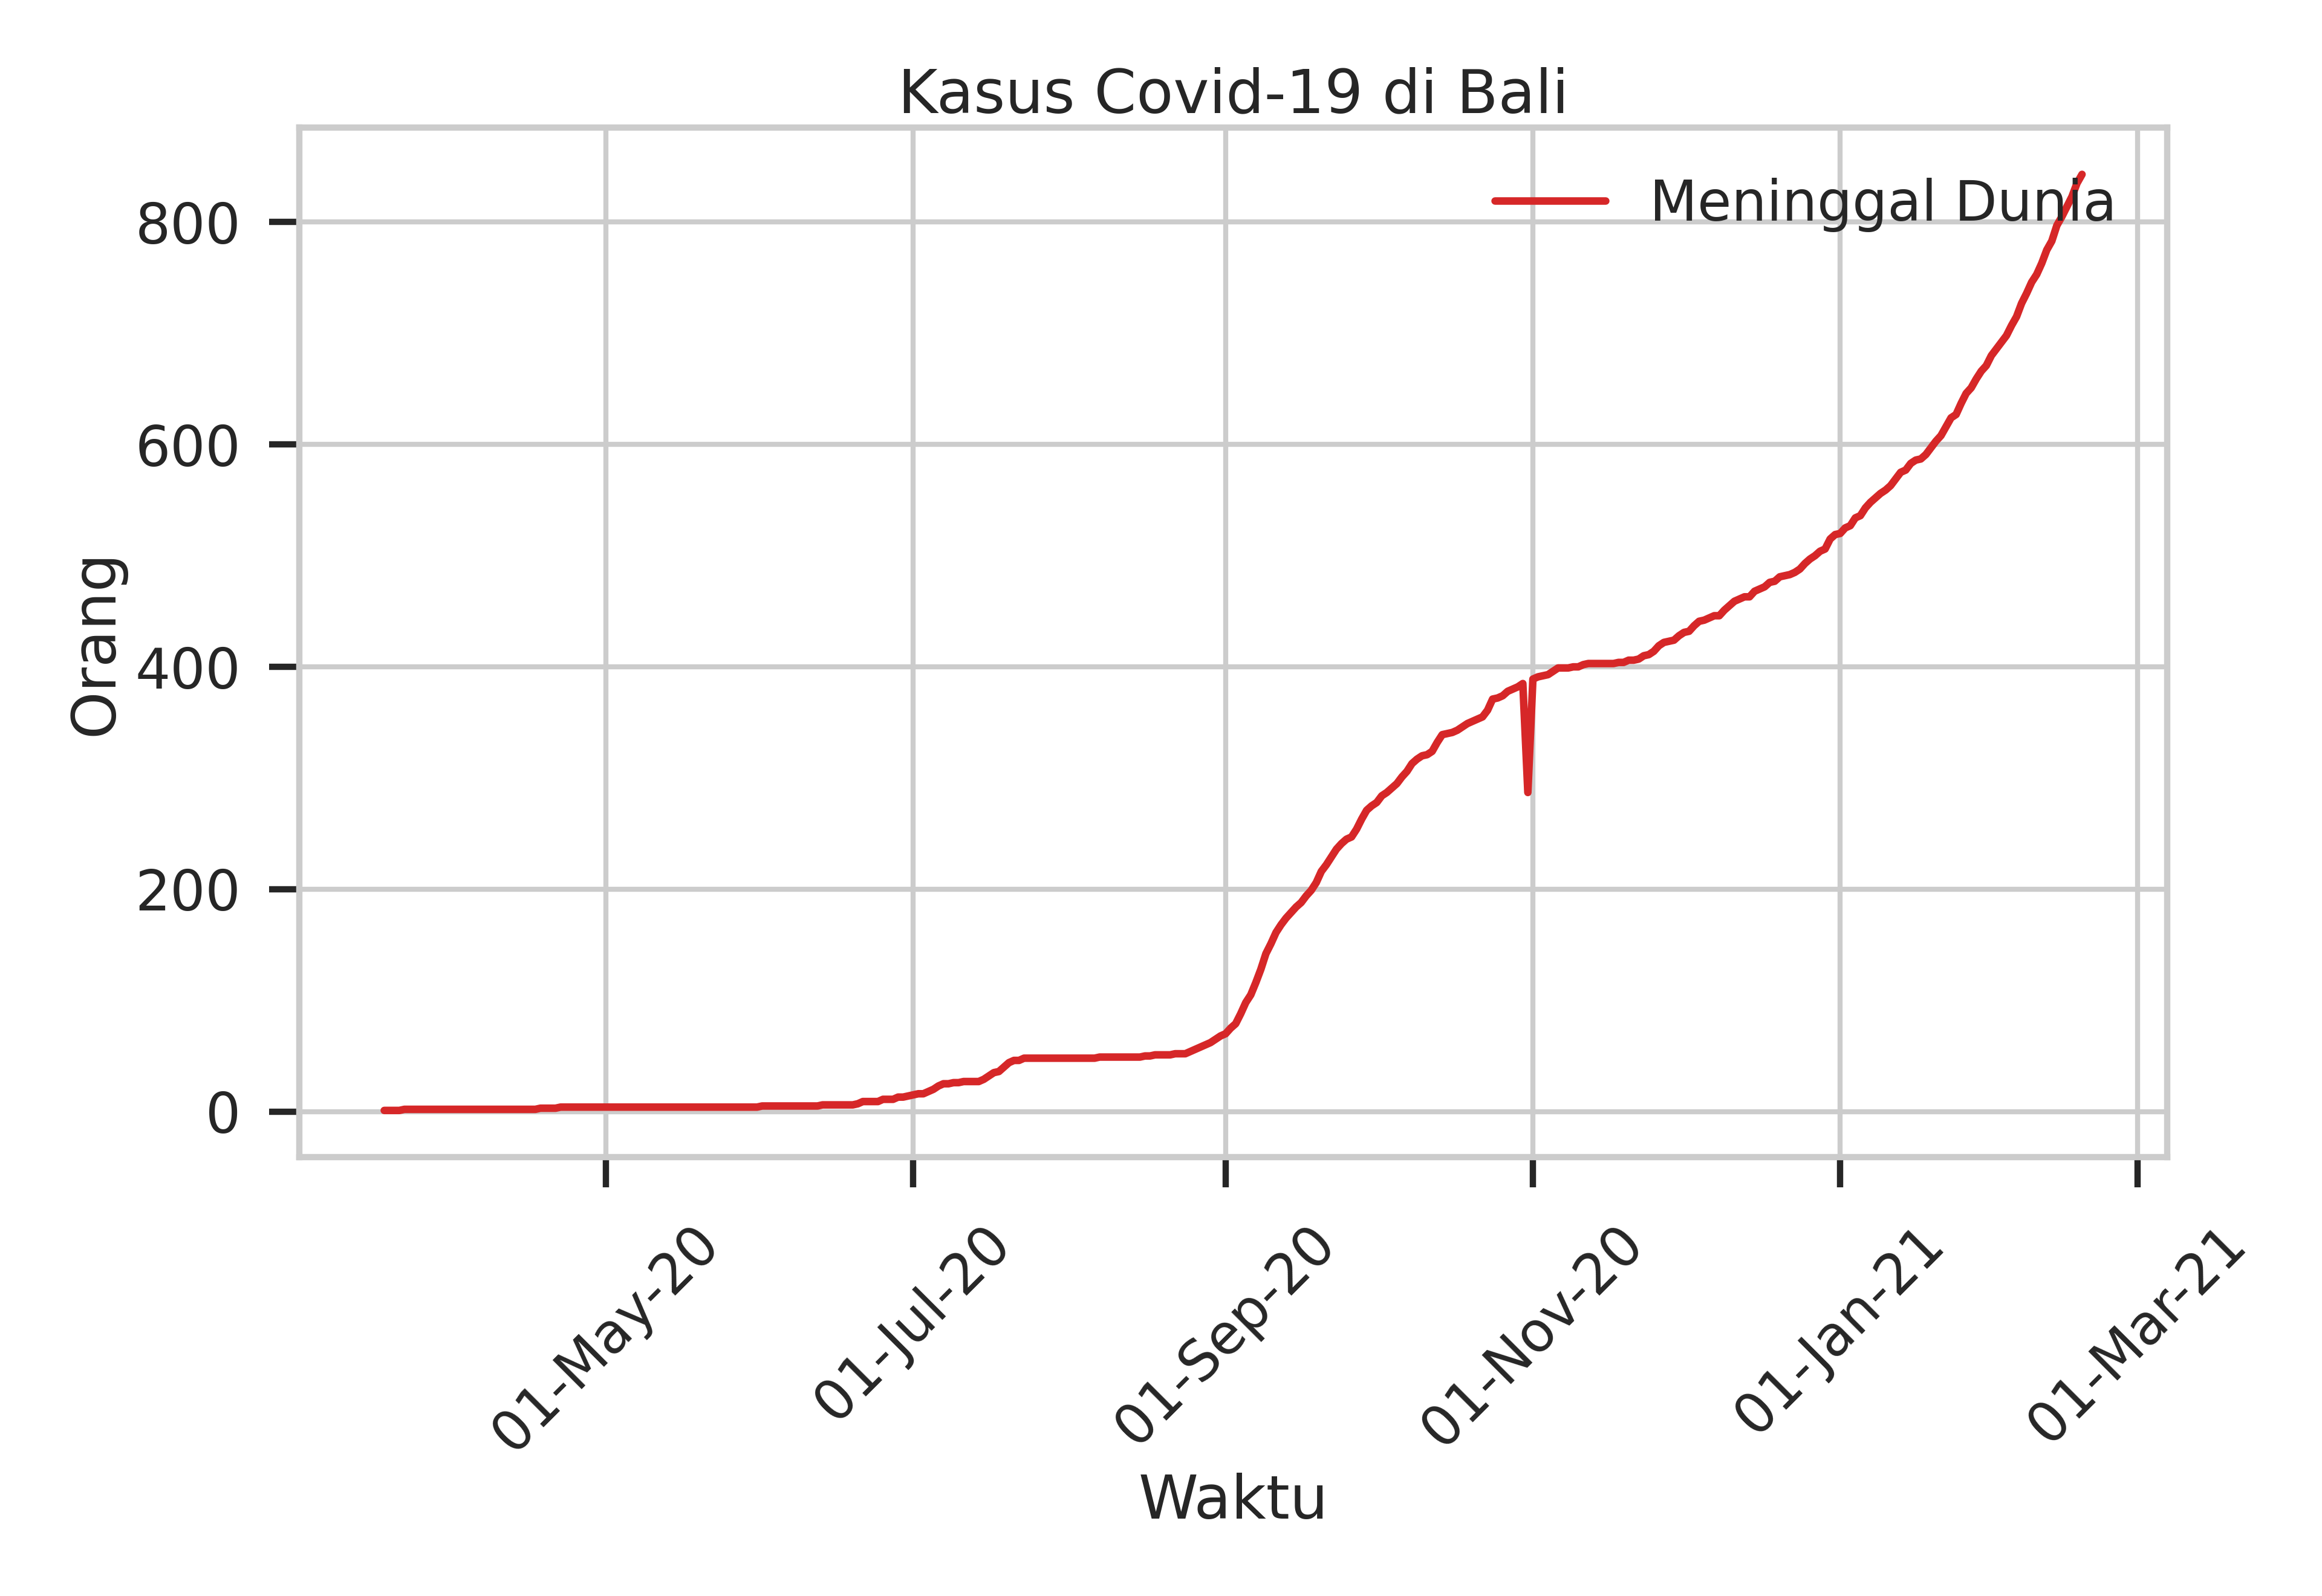 Kasus Covid-19 di Bali
Meninggal Dunia
800
600
400
200
0
Orang
01-May-20
01-Jul-20
01-Sep-20
01-Nov-20
01-Jan-21
01-Mar-21
Waktu